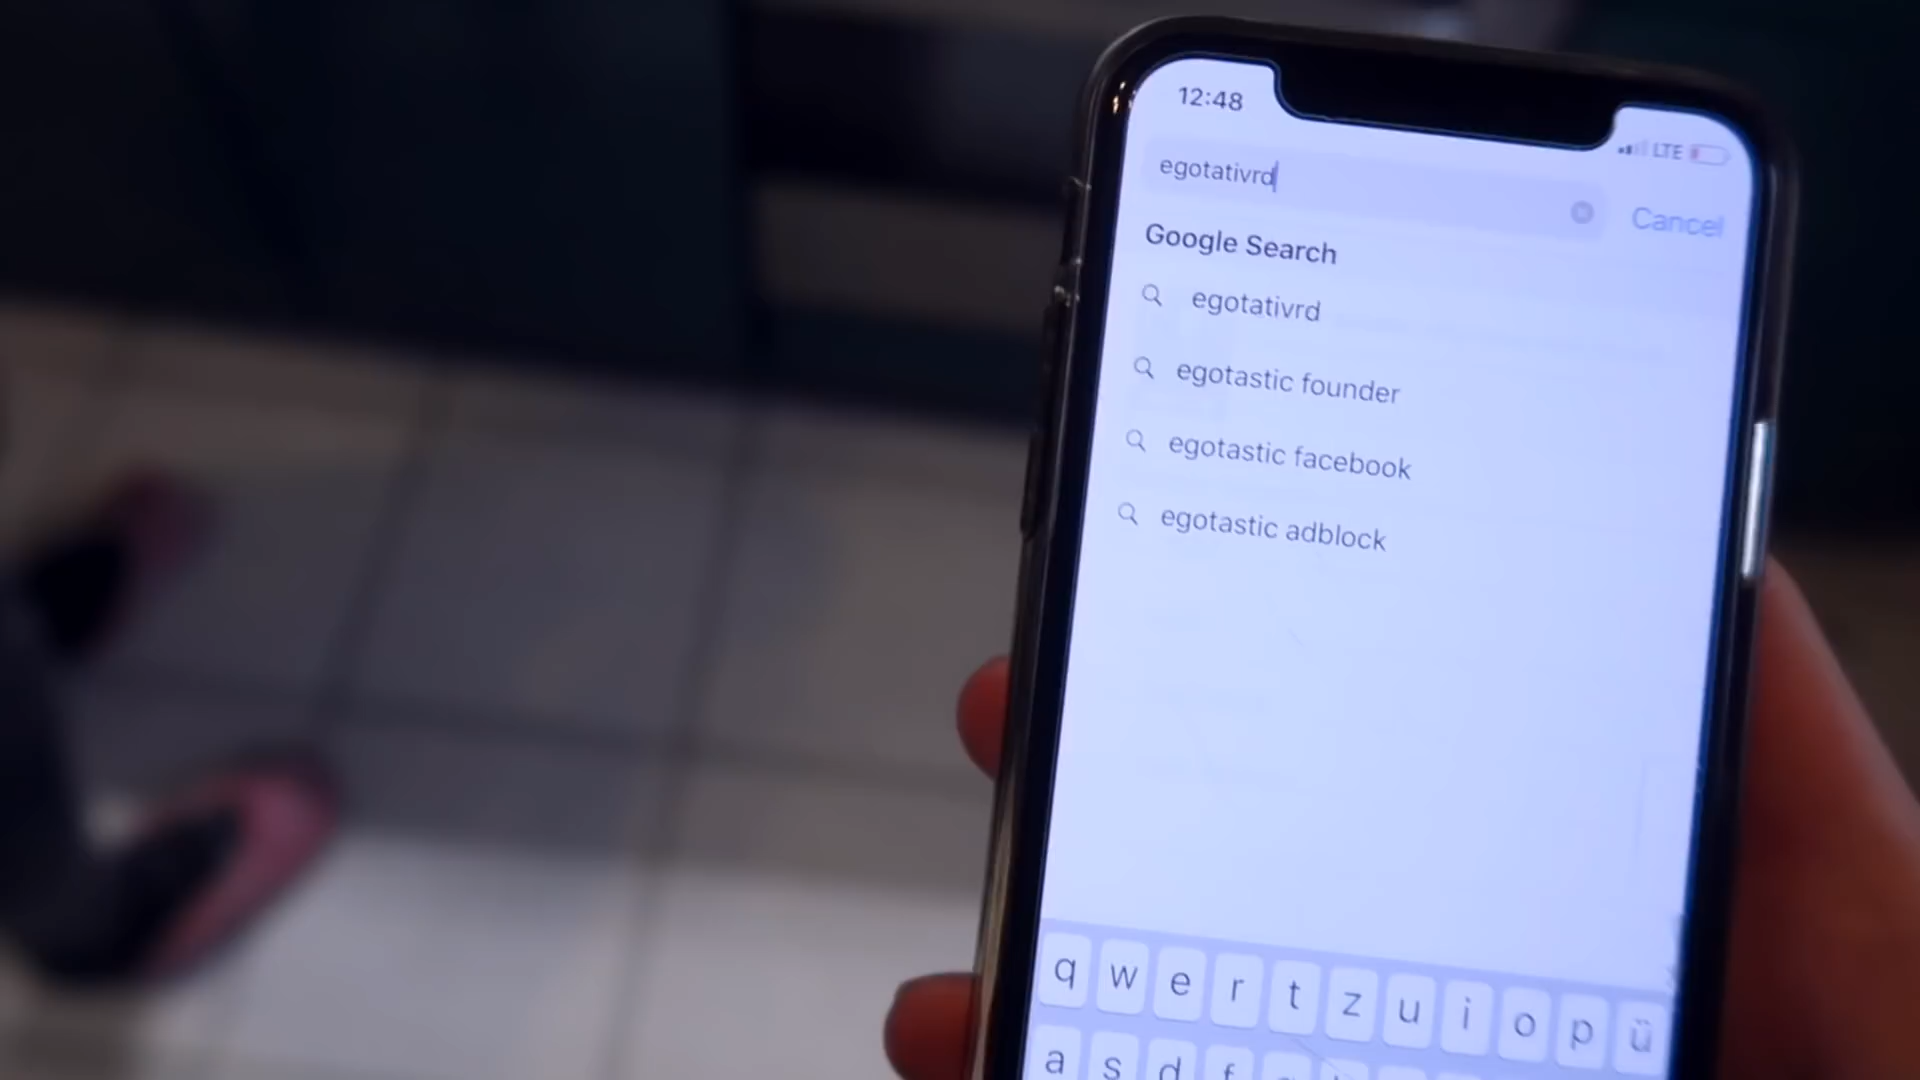 12:48
LTE
egotativrd
Cancel
Google Search
egotativrd
egotastic founder
egotastic facebook
egotastic adblock
q w e r t z u i o p ü
a s d f